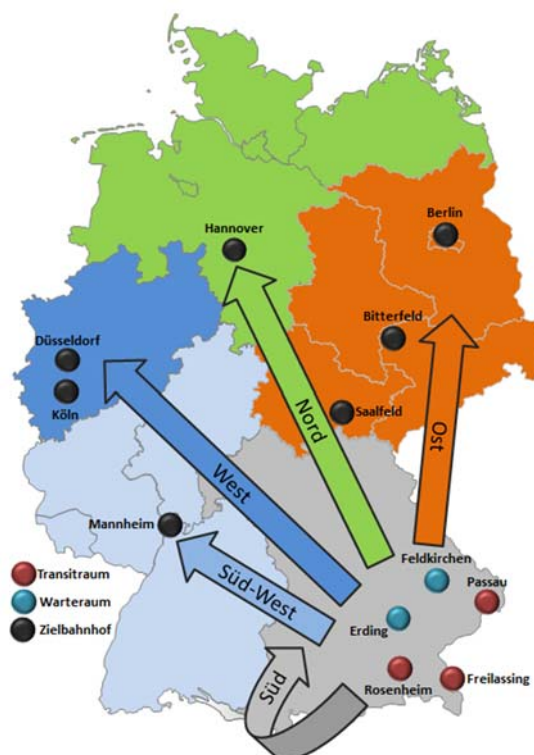 Berlin
Hannover
Bitterfeld
Düsseldorf
Köln
Saalfeld
Nord
Ost
West
Mannheim
Süd-West
Feldkirchen
Passau
Erding
Transitraum
Warteraum
Zielbahnhof
Süd
Rosenheim
Freilassing